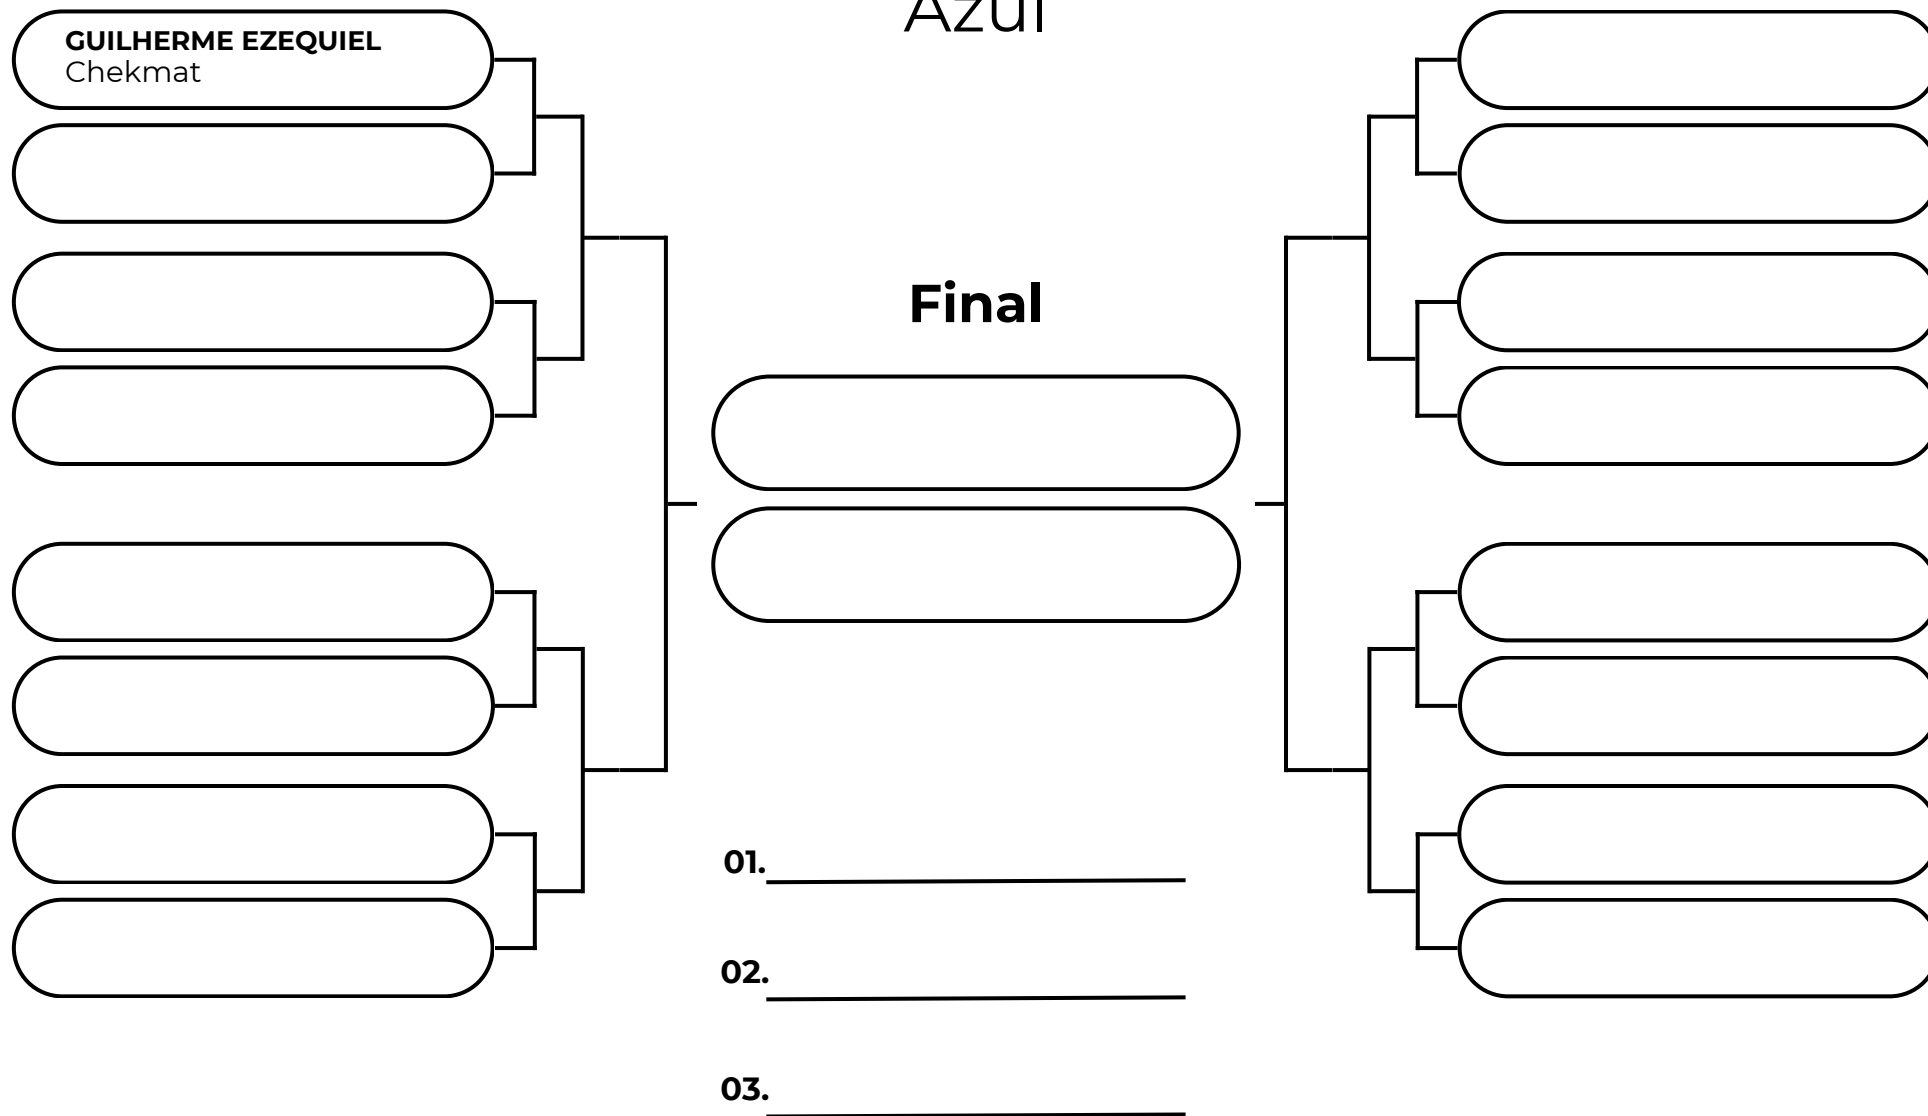 Azul
GUILHERME EZEQUIEL
Chekmat
Final
01.
02.
03.